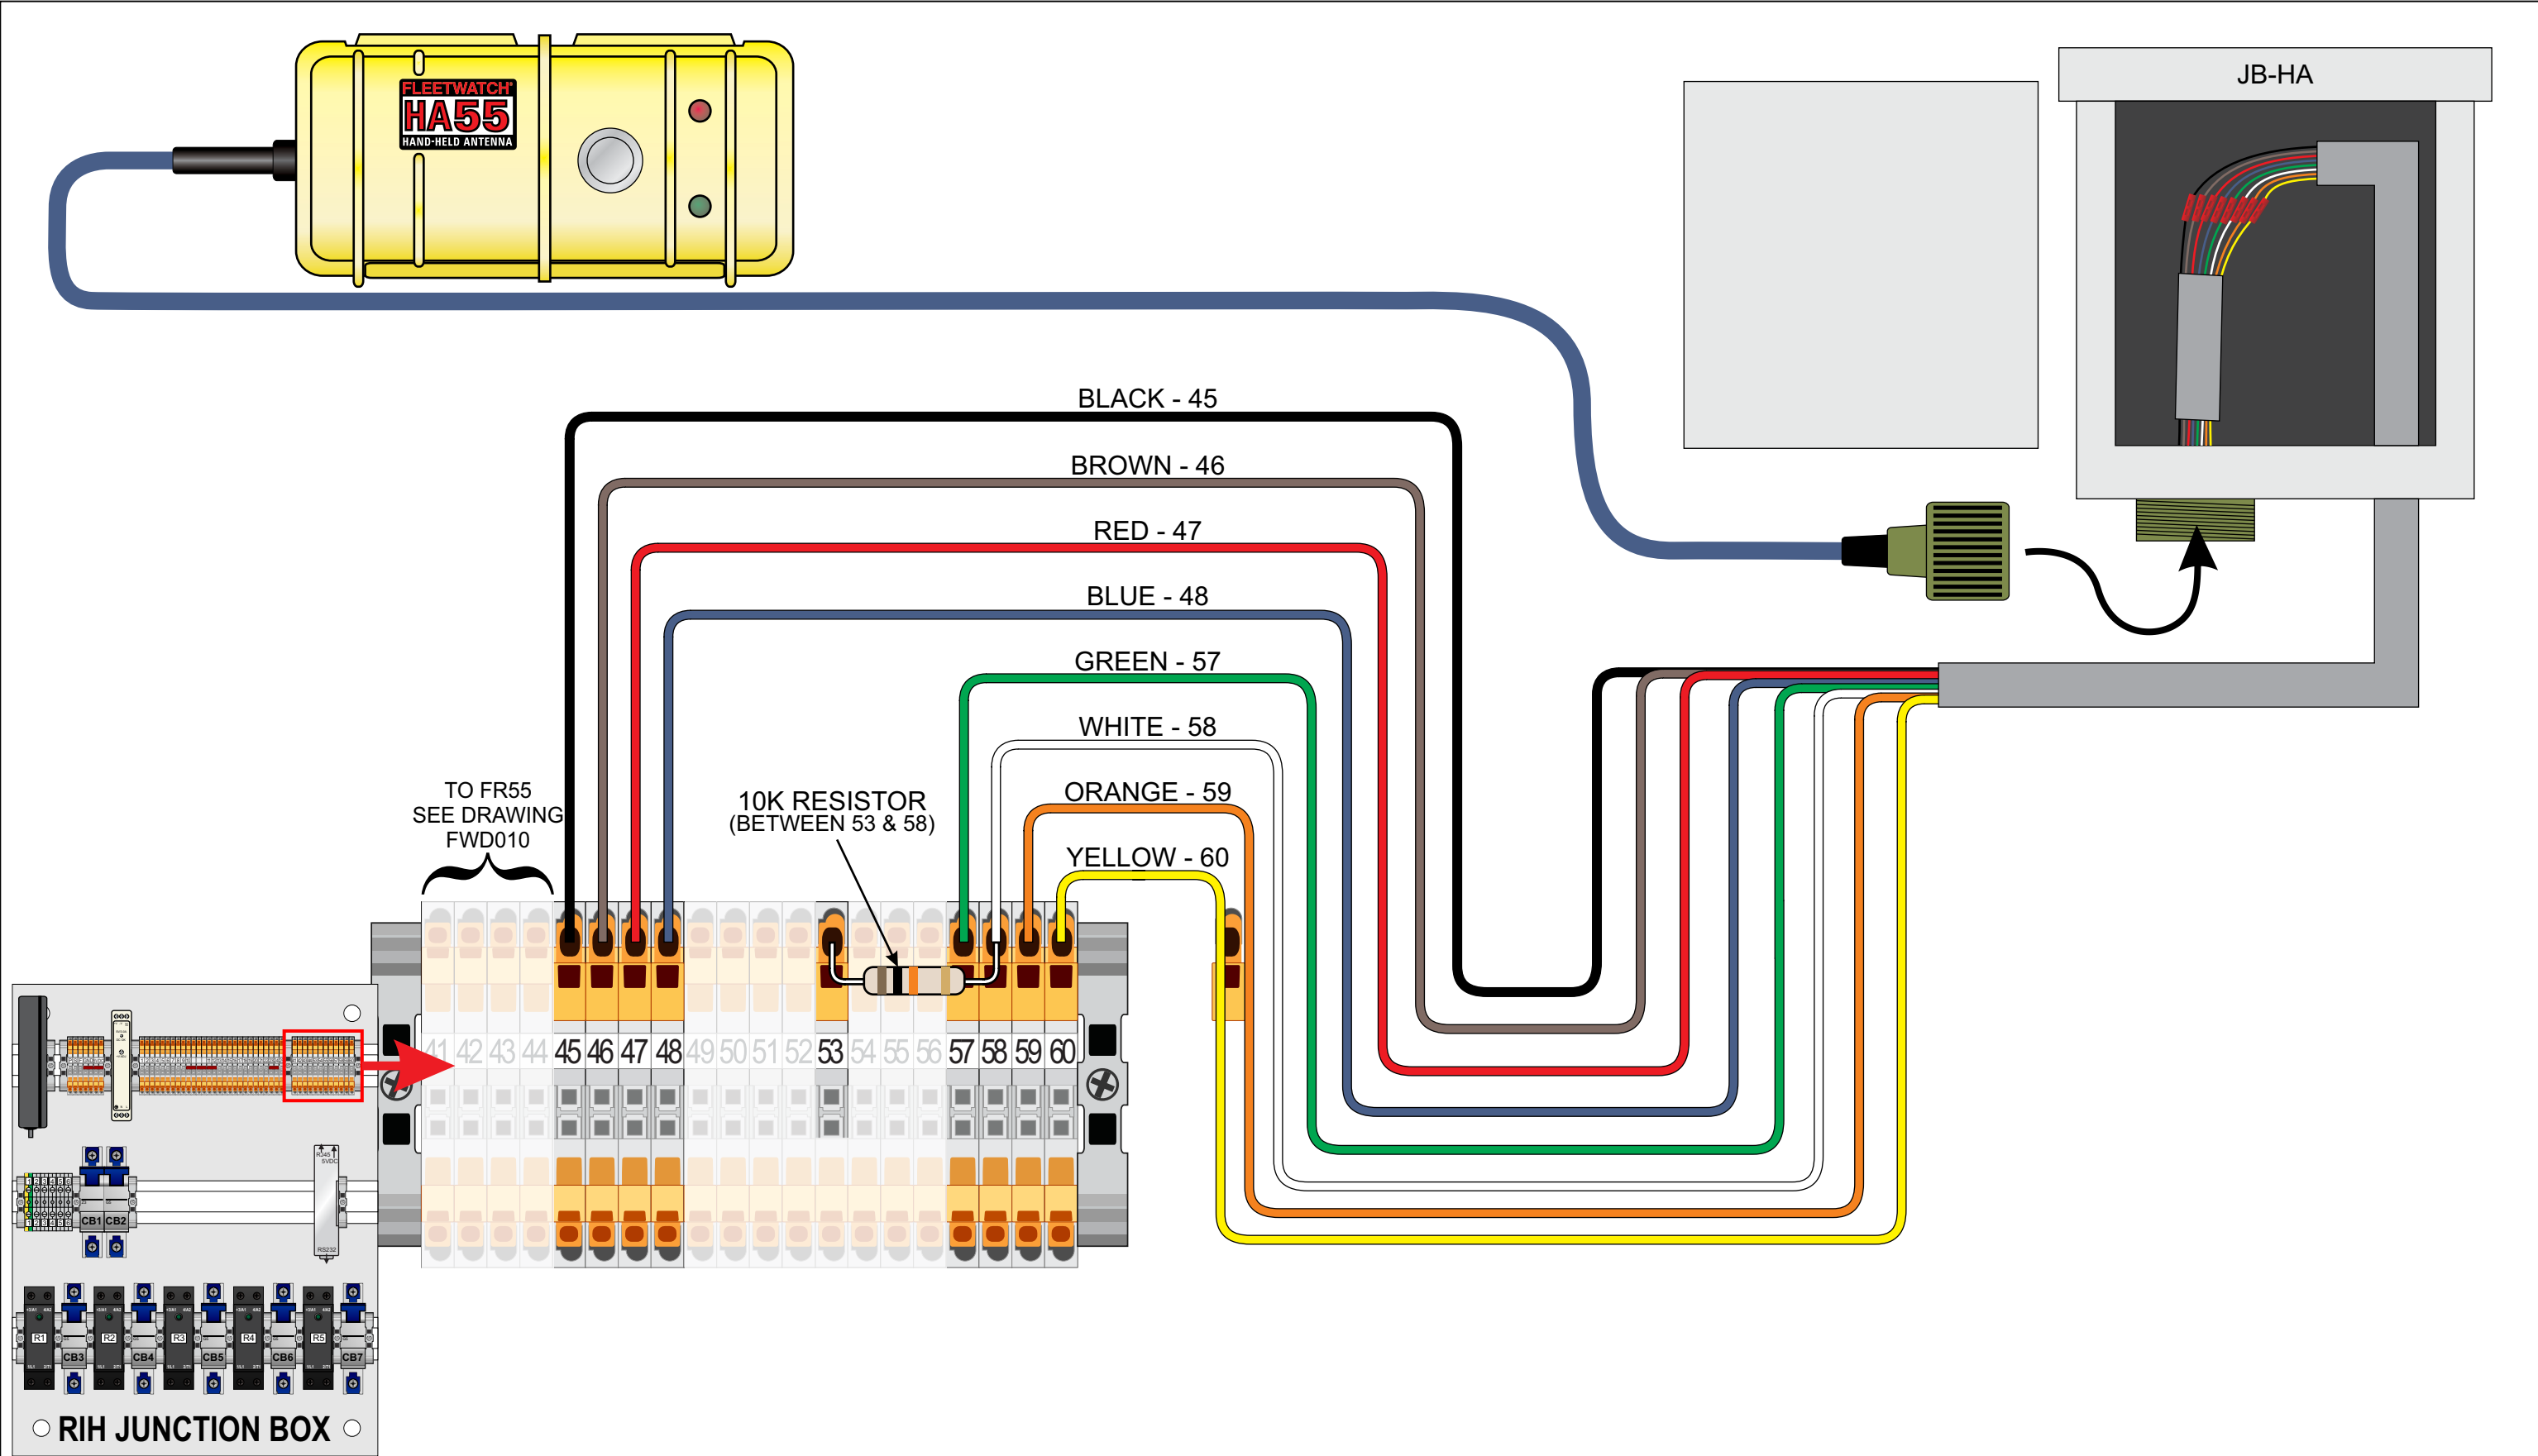 FLEETWATCH®
HA55
HAND-HELD ANTENNA
JB-HA
BLACK - 45
BROWN - 46
RED - 47
BLUE - 48
GREEN - 57
WHITE - 58
ORANGE - 59
YELLOW - 60
TO FR55
SEE DRAWING
FWD010
10K RESISTOR
(BETWEEN 53 & 58)
41 42 43 44 45 46 47 48 49 50 51 52 53 54 55 56 57 58 59 60
RJ45
5VDC
CB1 CB2
RS232
R1 R2 R3 R4 R5
CB3 CB4 CB5 CB6 CB7
RIH JUNCTION BOX